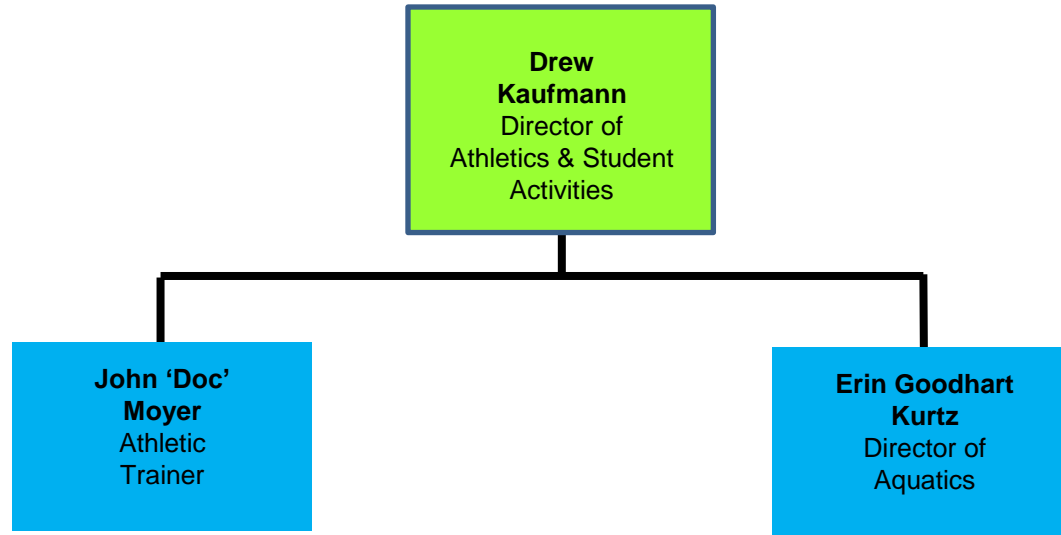 Drew
Kaufmann
Director of
Athletics & Student
Activities
John ‘Doc’
Moyer
Athletic
Trainer
Erin Goodhart
Kurtz
Director of
Aquatics